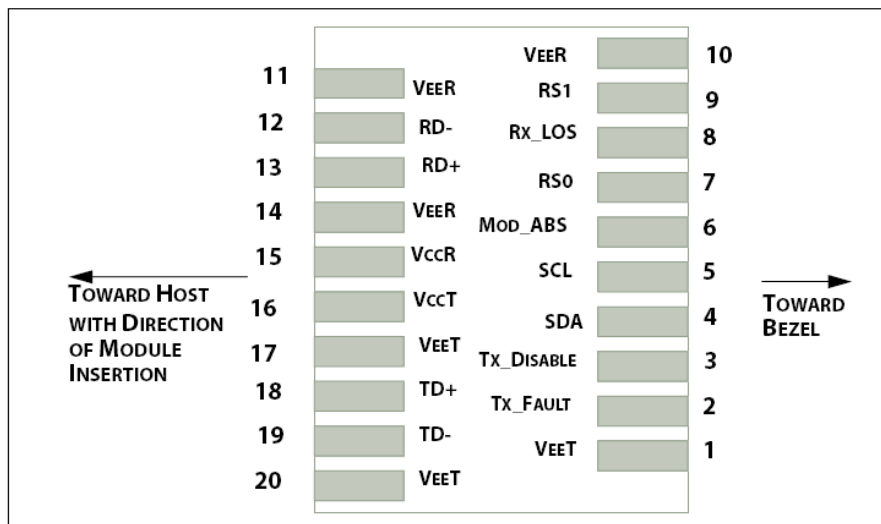 VEER 10
11 VEER
RS1 9
12 RD-
Rx_LOS 8
13 RD+
RS0 7
14 VEER
MOD_ABS 6
15 VCCR
SCL 5
TOWARD HOST
WITH DIRECTION
OF MODULE
INSERTION
TOWARD
BEZEL
16 VCCT
SDA 4
17 VEET
TX_DISABLE 3
18 TD+
TX_FAULT 2
19 TD-
VEET 1
20 VEET